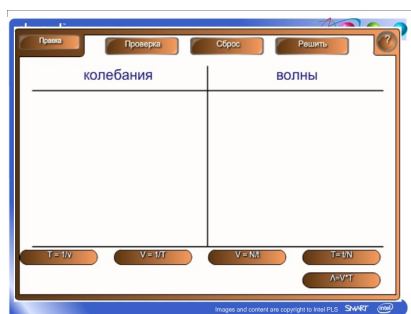 Правка Проверка Сброс Решить ?
колебания волны
T = 1/ν V = 1/T V = N/t T= t/N
Λ=V*T
Images and content are copyright to Intel PLS SMART intel